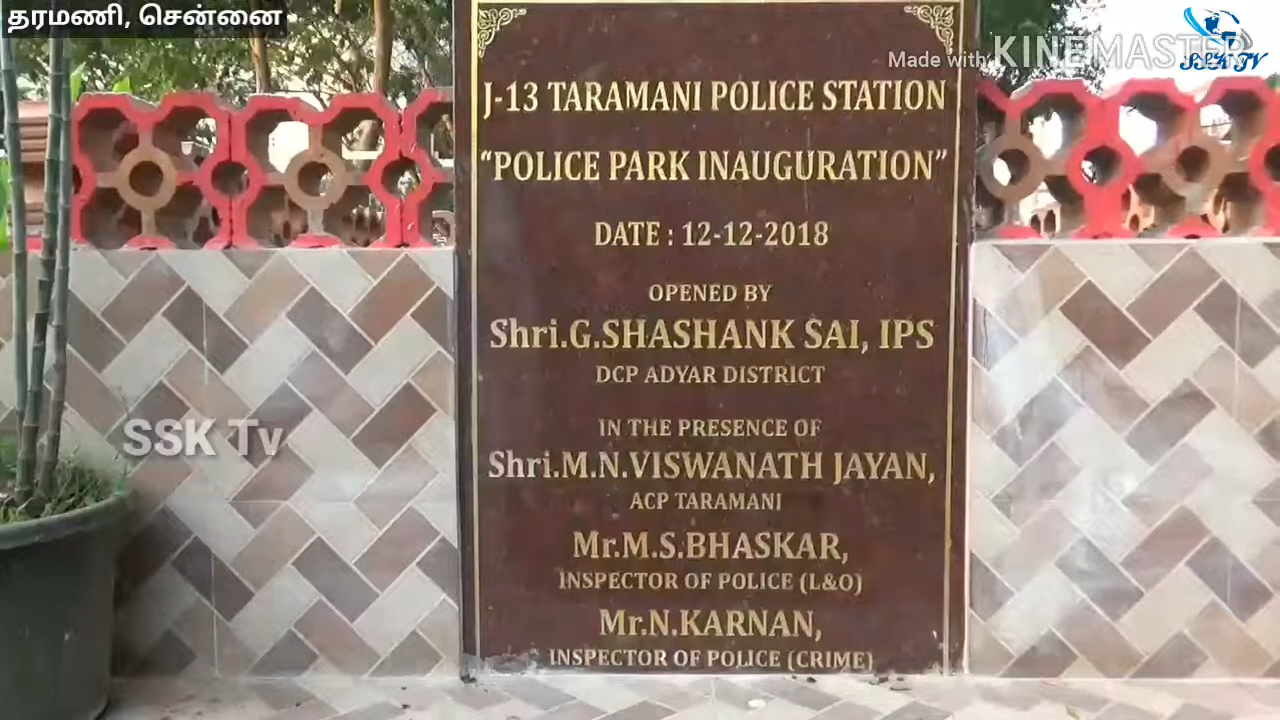 தரமணி, சென்னை
Made with KINEMASTER
SSK TV
J-13 TARAMANI POLICE STATION
“POLICE PARK INAUGURATION”
DATE : 12-12-2018
OPENED BY
Shri.G.SHASHANK SAI, IPS
DCP ADYAR DISTRICT
IN THE PRESENCE OF
SSK Tv
Shri.M.N.VISWANATH JAYAN,
ACP TARAMANI
Mr.M.S.BHASKAR,
INSPECTOR OF POLICE (L&O)
Mr.N.KARNAN,
INSPECTOR OF POLICE (CRIME)